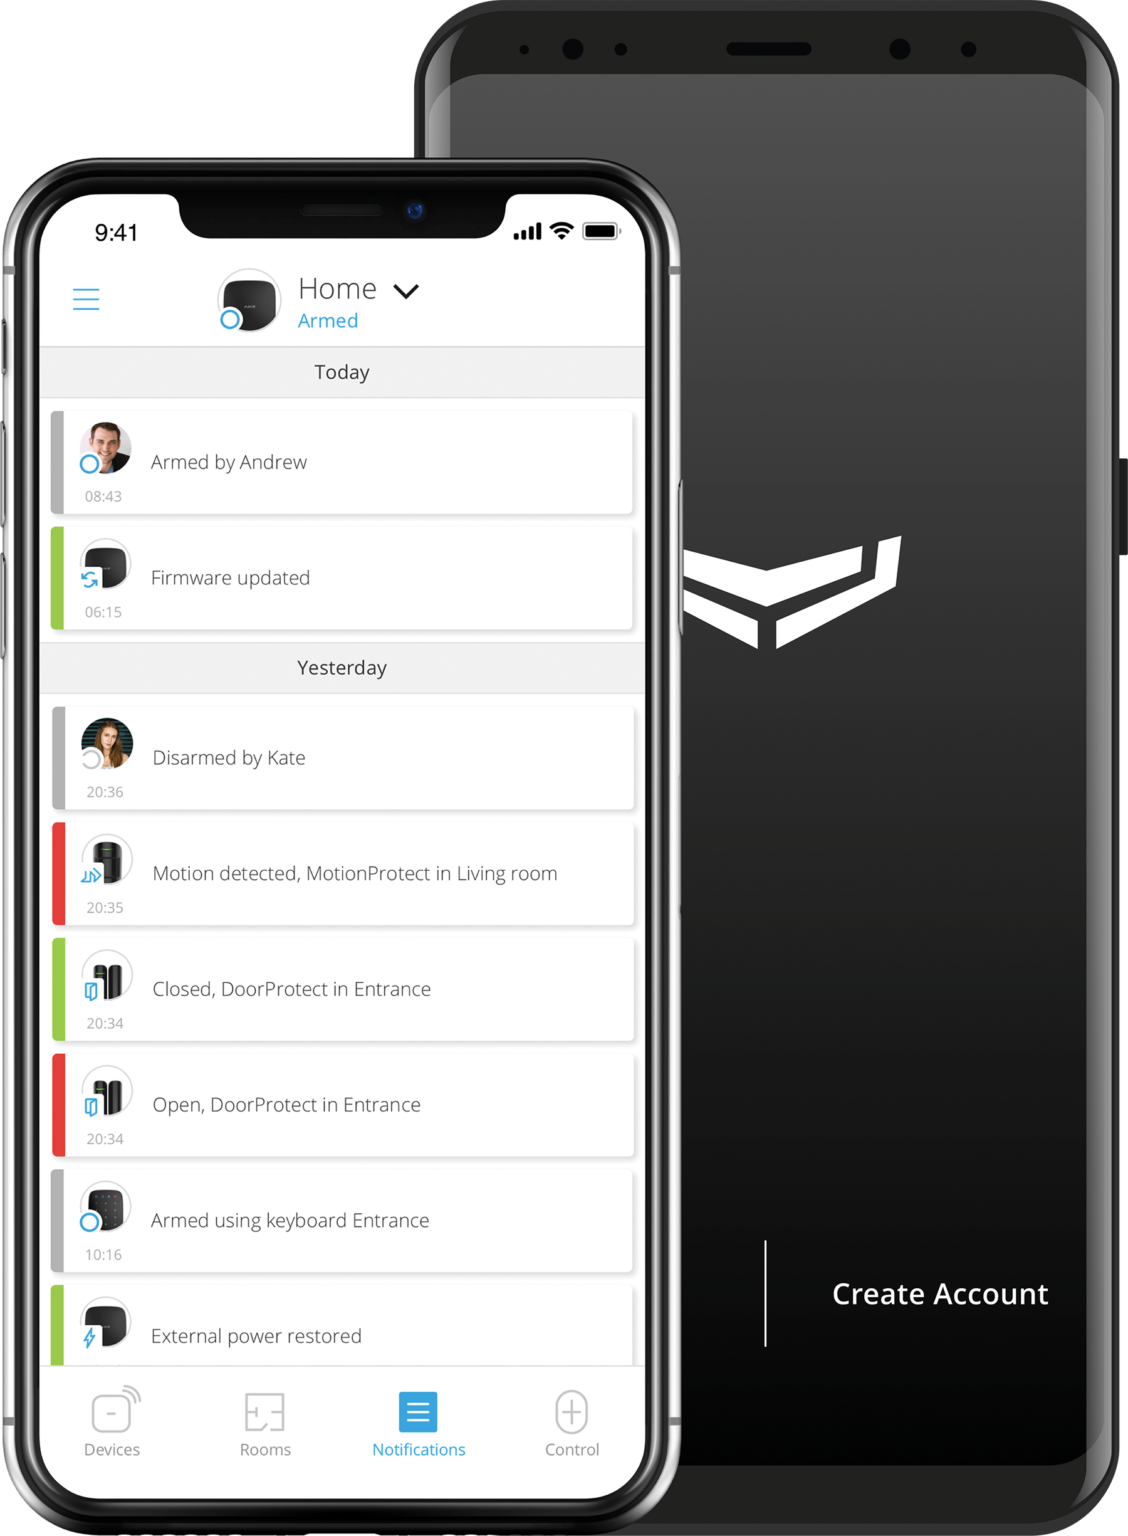 9:41
Home
Armed
Today
Armed by Andrew
08:43
Firmware updated
06:15
Yesterday
Disarmed by Kate
20:36
Motion detected, MotionProtect in Living room
20:35
Closed, DoorProtect in Entrance
20:34
Open, DoorProtect in Entrance
20:34
Armed using keyboard Entrance
10:16
External power restored
Devices
Rooms
Notifications
Control
Create Account